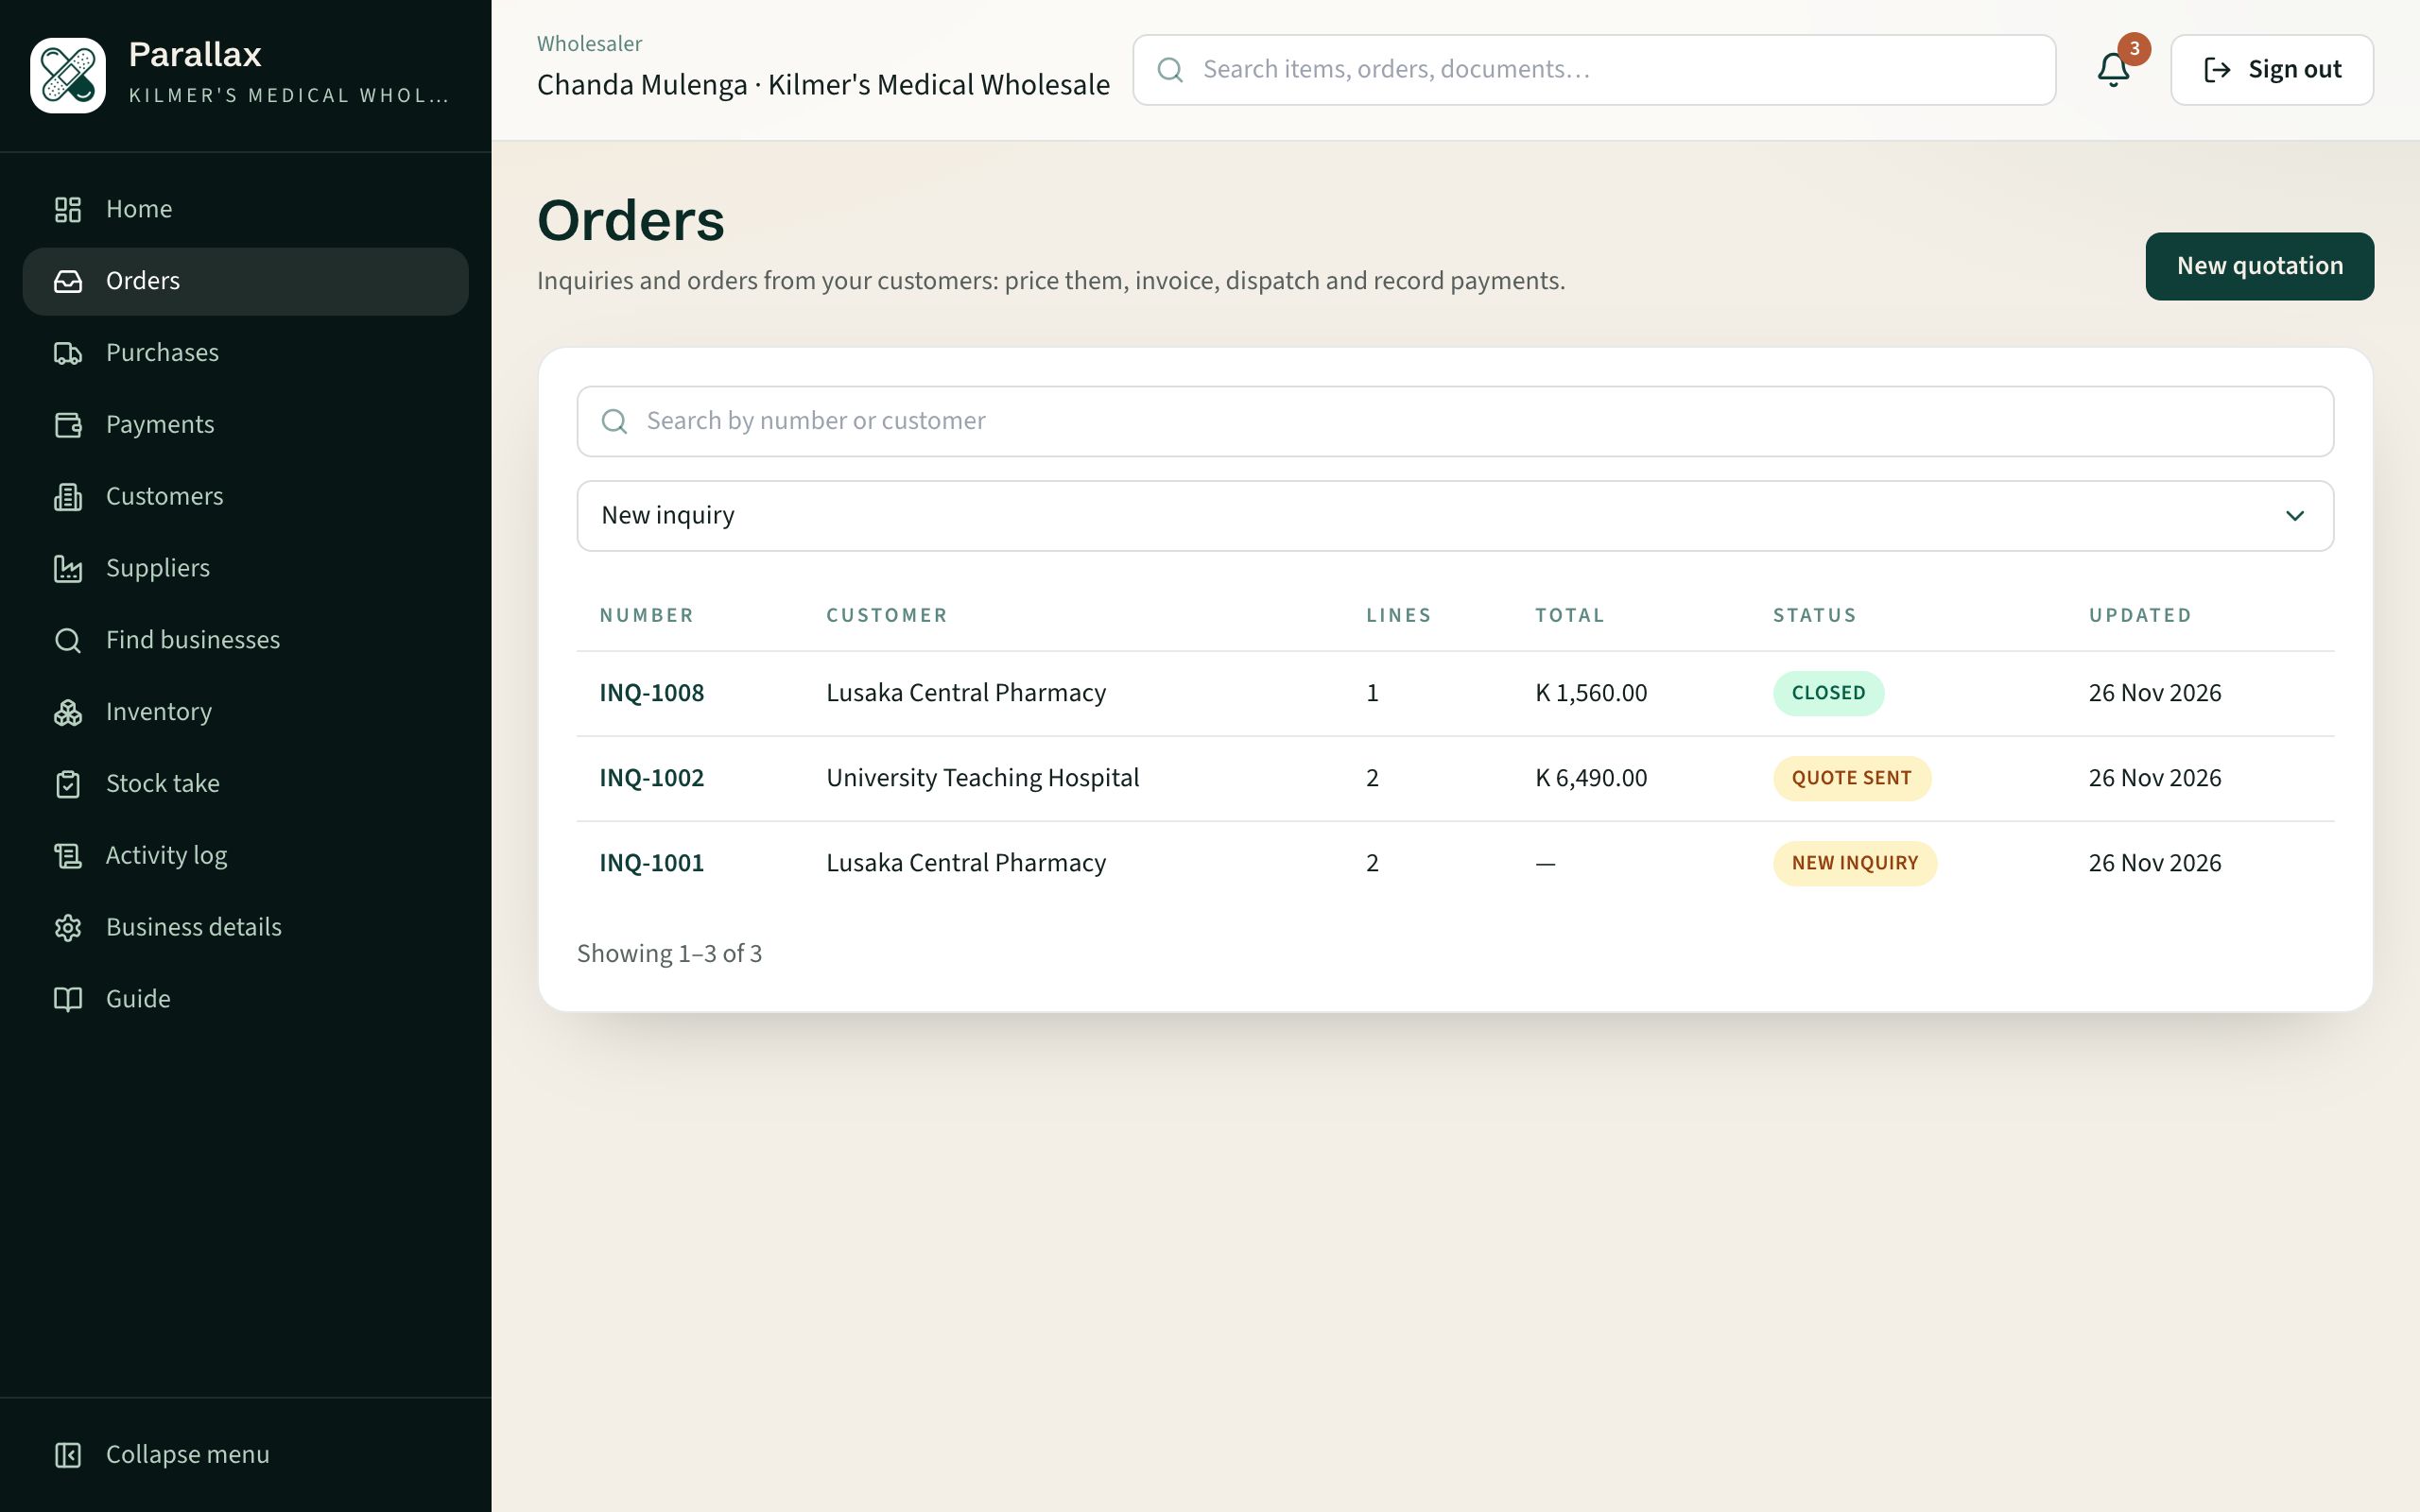 Parallax
KILMER'S MEDICAL WHOL...
Home
Orders
Purchases
Payments
Customers
Suppliers
Find businesses
Inventory
Stock take
Activity log
Business details
Guide
Collapse menu
Wholesaler
Chanda Mulenga · Kilmer's Medical Wholesale
Search items, orders, documents...
3
Sign out
Orders
Inquiries and orders from your customers: price them, invoice, dispatch and record payments.
New quotation
Search by number or customer
New inquiry
NUMBER CUSTOMER LINES TOTAL STATUS UPDATED
INQ-1008 Lusaka Central Pharmacy 1 K 1,560.00 CLOSED 26 Nov 2026
INQ-1002 University Teaching Hospital 2 K 6,490.00 QUOTE SENT 26 Nov 2026
INQ-1001 Lusaka Central Pharmacy 2 — NEW INQUIRY 26 Nov 2026
Showing 1–3 of 3